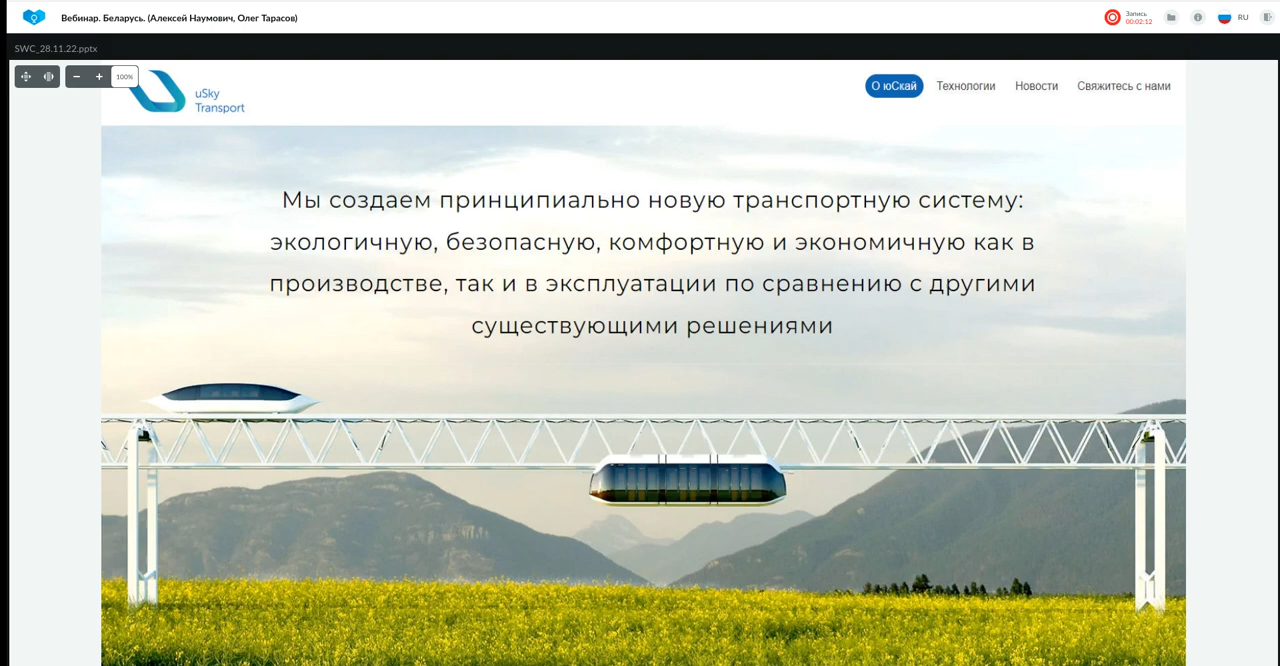 Вебинар. Беларусь. (Алексей Наумович, Олег Тарасов)
Запись
00:02:12
RU
SWC_28.11.22.pptx
100%
uSky
Transport
О юСкай
Технологии
Новости
Свяжитесь с нами
Мы создаем принципиально новую транспортную систему:
экологичную, безопасную, комфортную и экономичную как в
производстве, так и в эксплуатации по сравнению с другими
существующими решениями